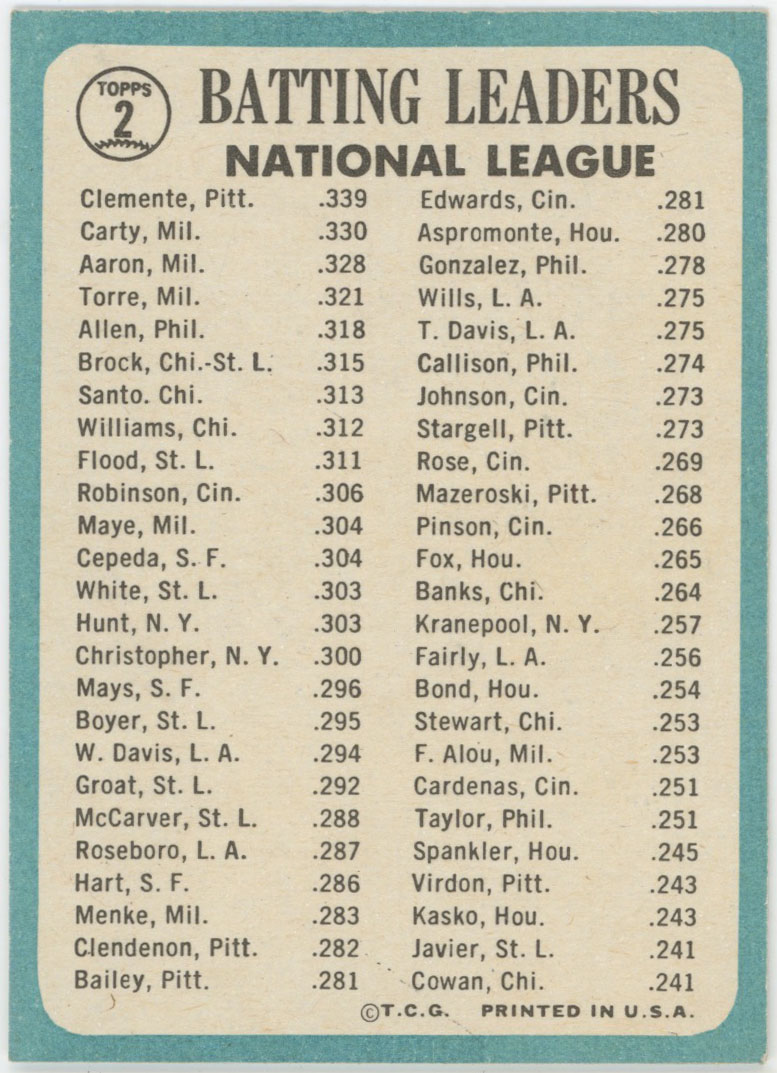 TOPPS
2
BATTING LEADERS
NATIONAL LEAGUE
Clemente, Pitt. .339
Carty, Mil. .330
Aaron, Mil. .328
Torre, Mil. .321
Allen, Phil. .318
Brock, Chi.-St. L. .315
Santo. Chi. .313
Williams, Chi. .312
Flood, St. L. .311
Robinson, Cin. .306
Maye, Mil. .304
Cepeda, S. F. .304
White, St. L. .303
Hunt, N. Y. .303
Christopher, N. Y. .300
Mays, S. F. .296
Boyer, St. L. .295
W. Davis, L. A. .294
Groat, St. L. .292
McCarver, St. L. .288
Roseboro, L. A. .287
Hart, S. F. .286
Menke, Mil. .283
Clendenon, Pitt. .282
Bailey, Pitt. .281
Edwards, Cin. .281
Aspromonte, Hou. .280
Gonzalez, Phil. .278
Wills, L. A. .275
T. Davis, L. A. .275
Callison, Phil. .274
Johnson, Cin. .273
Stargell, Pitt. .273
Rose, Cin. .269
Mazeroski, Pitt. .268
Pinson, Cin. .266
Fox, Hou. .265
Banks, Chi. .264
Kranepool, N. Y. .257
Fairly, L. A. .256
Bond, Hou. .254
Stewart, Chi. .253
F. Alou, Mil. .253
Cardenas, Cin. .251
Taylor, Phil. .251
Spankler, Hou. .245
Virdon, Pitt. .243
Kasko, Hou. .243
Javier, St. L. .241
Cowan, Chi. .241
©T.C.G. PRINTED IN U.S.A.